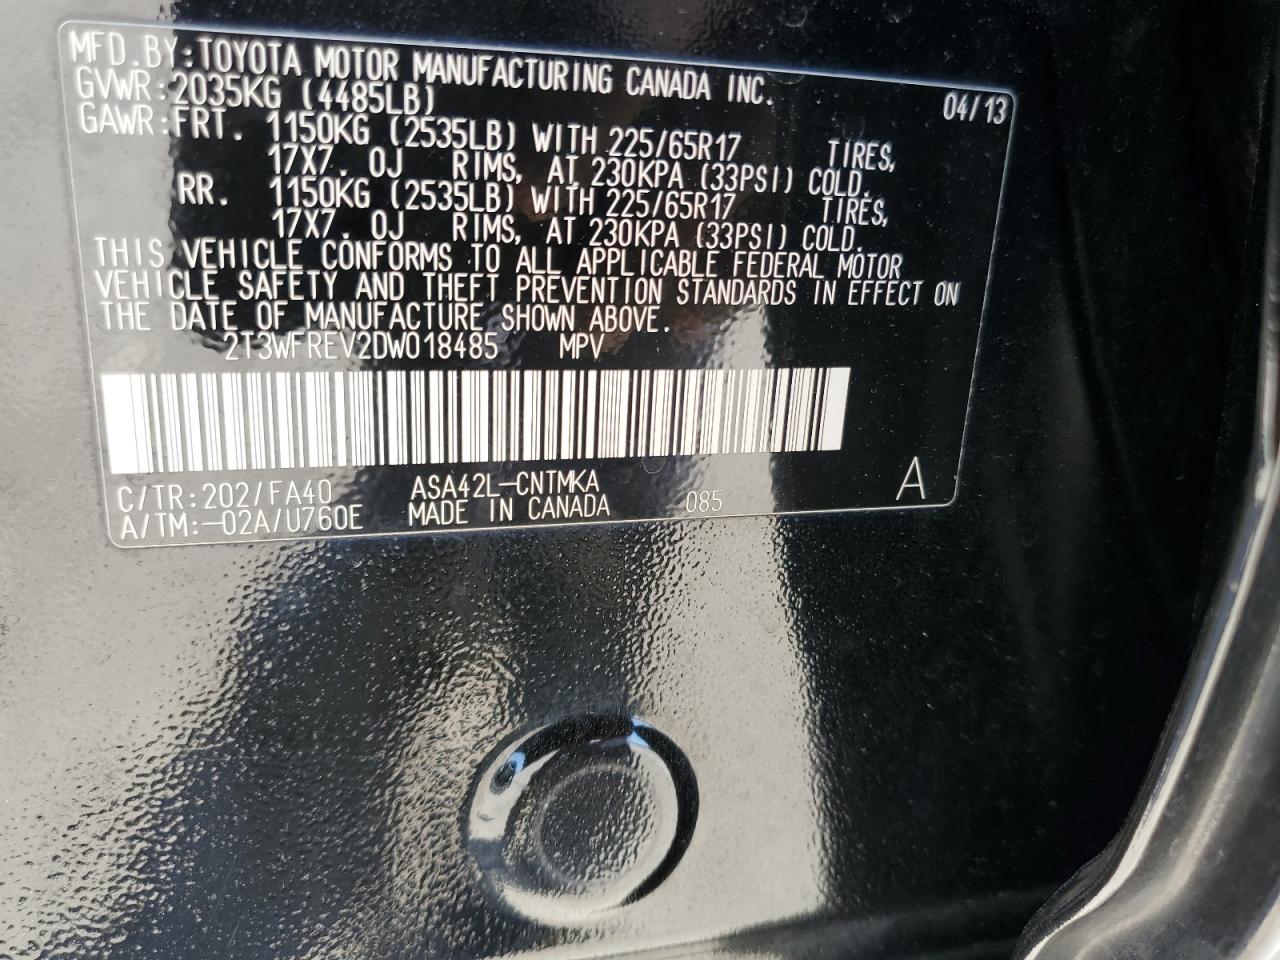 MFD. BY:TOYOTA MOTOR MANUFACTURING CANADA INC. 04/13
GVWR:2035KG (4485LB)
GAWR:FRT. 1150KG (2535LB) WITH 225/65R17 TIRES,
17X7. 0J RIMS, AT 230KPA (33PSI) COLD.
RR. 1150KG (2535LB) WITH 225/65R17 TIRES,
17X7. 0J RIMS, AT 230KPA (33PSI) COLD.
THIS VEHICLE CONFORMS TO ALL APPLICABLE FEDERAL MOTOR
VEHICLE SAFETY AND THEFT PREVENTION STANDARDS IN EFFECT ON
THE DATE OF MANUFACTURE SHOWN ABOVE.
2T3WFREV2DW018485 MPV
C/TR:202/FA40 ASA42L-CNTMKA
A/TM:-02A/U760E MADE IN CANADA 085 A